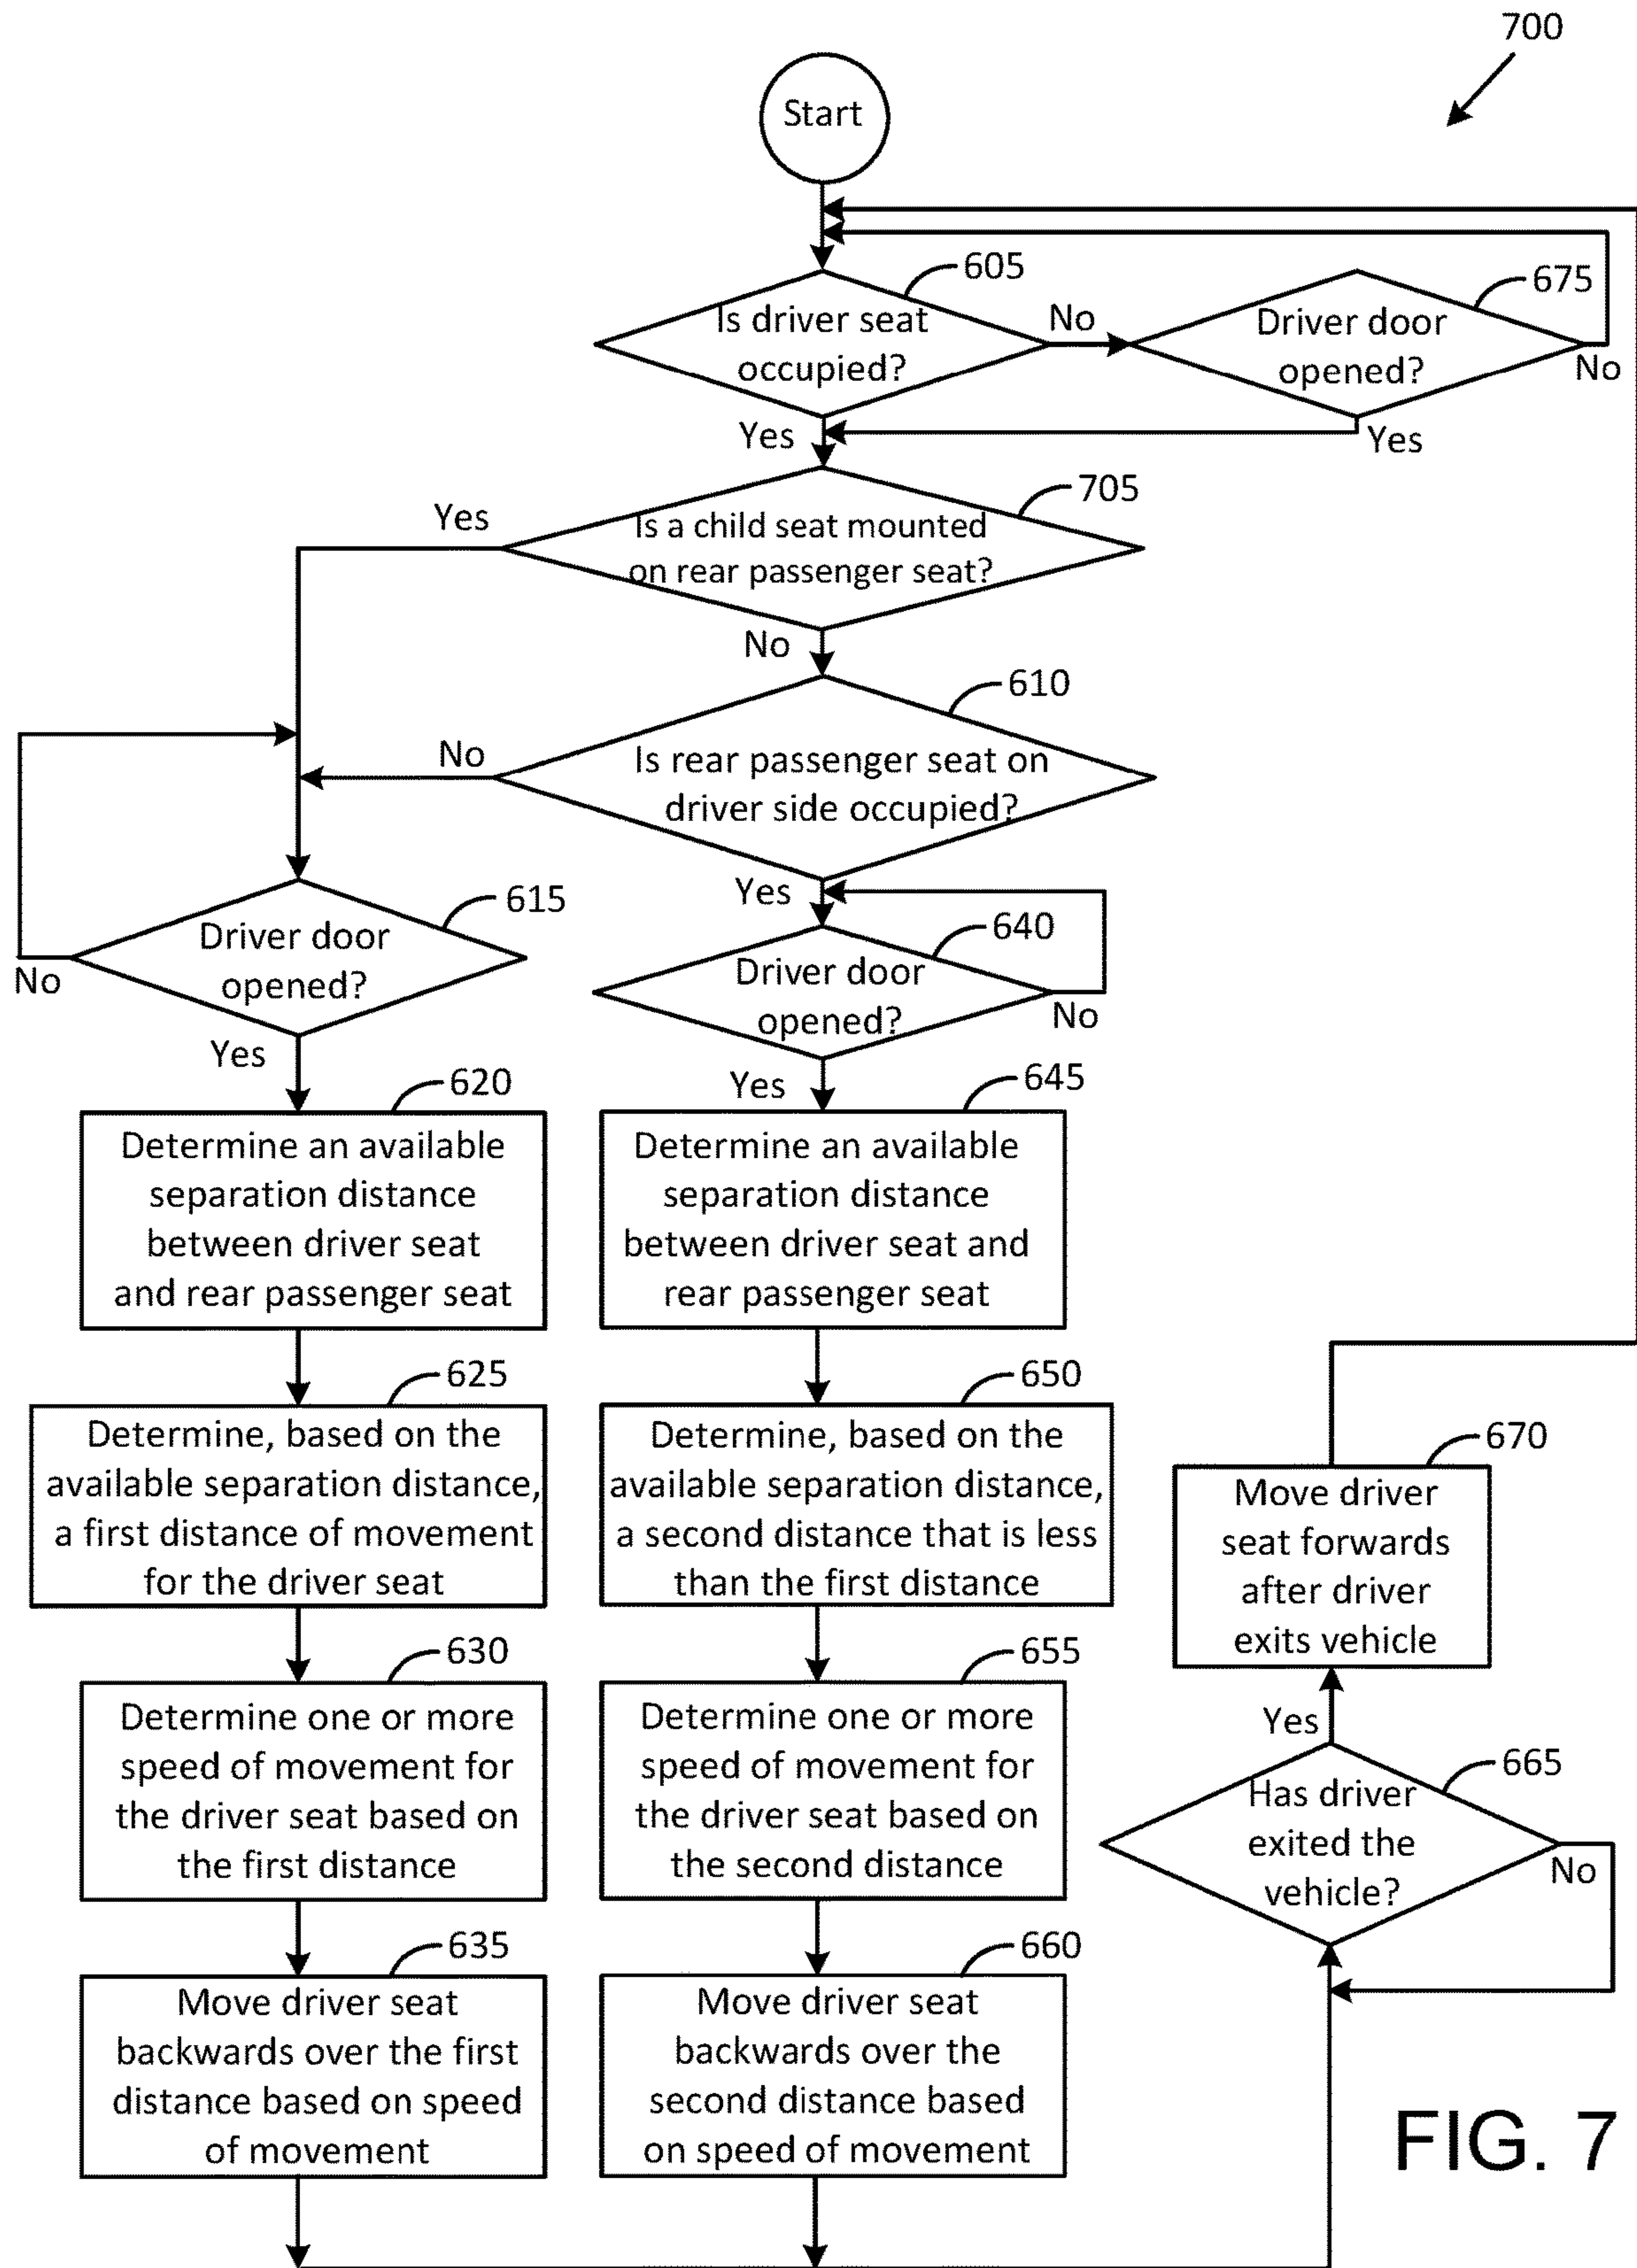 700
Start
605
Is driver seat
occupied?
No
675
Driver door
opened?
No
Yes
Yes
705
Yes
Is a child seat mounted
on rear passenger seat?
No
610
No
Is rear passenger seat on
driver side occupied?
Yes
615
Driver door
opened?
No
Yes
640
Driver door
opened?
No
Yes
620
Determine an available
separation distance
between driver seat
and rear passenger seat
645
Determine an available
separation distance
between driver seat and
rear passenger seat
625
Determine, based on the
available separation distance,
a first distance of movement
for the driver seat
650
Determine, based on the
available separation distance,
a second distance that is less
than the first distance
670
Move driver
seat forwards
after driver
exits vehicle
630
Determine one or more
speed of movement for
the driver seat based on
the first distance
655
Determine one or more
speed of movement for
the driver seat based on
the second distance
Yes
665
Has driver
exited the
vehicle?
No
635
Move driver seat
backwards over the first
distance based on speed
of movement
660
Move driver seat
backwards over the
second distance based
on speed of movement
FIG. 7